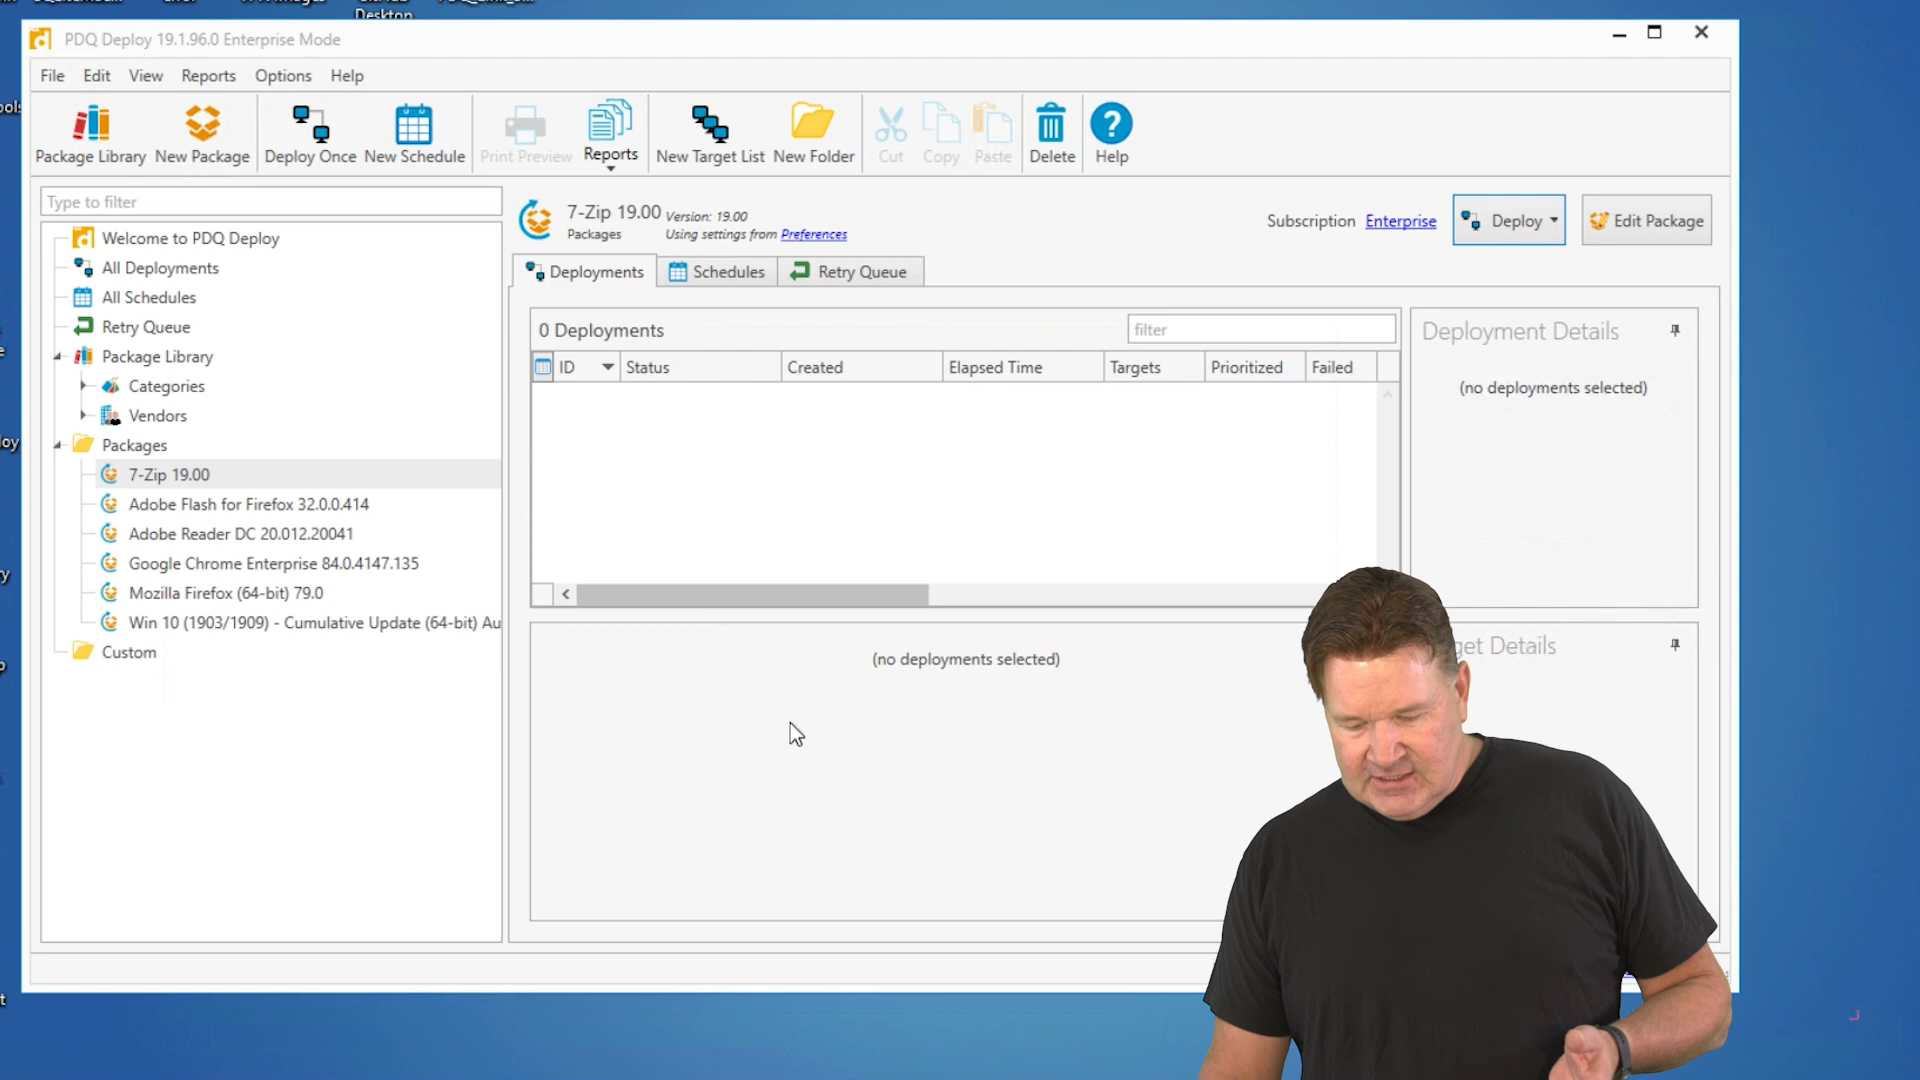 Desktop
PDQ Deploy 19.1.96.0 Enterprise Mode
File Edit View Reports Options Help
Package Library New Package Deploy Once New Schedule Print Preview Reports New Target List New Folder Cut Copy Paste Delete Help
Type to filter
Welcome to PDQ Deploy
All Deployments
All Schedules
Retry Queue
Package Library
Categories
Vendors
Packages
7-Zip 19.00
Adobe Flash for Firefox 32.0.0.414
Adobe Reader DC 20.012.20041
Google Chrome Enterprise 84.0.4147.135
Mozilla Firefox (64-bit) 79.0
Win 10 (1903/1909) - Cumulative Update (64-bit) Au
Custom
7-Zip 19.00 Version: 19.00
Packages Using settings from Preferences
Subscription Enterprise Deploy Edit Package
Deployments Schedules Retry Queue
0 Deployments filter
ID Status Created Elapsed Time Targets Prioritized Failed
Deployment Details
(no deployments selected)
(no deployments selected)
get Details